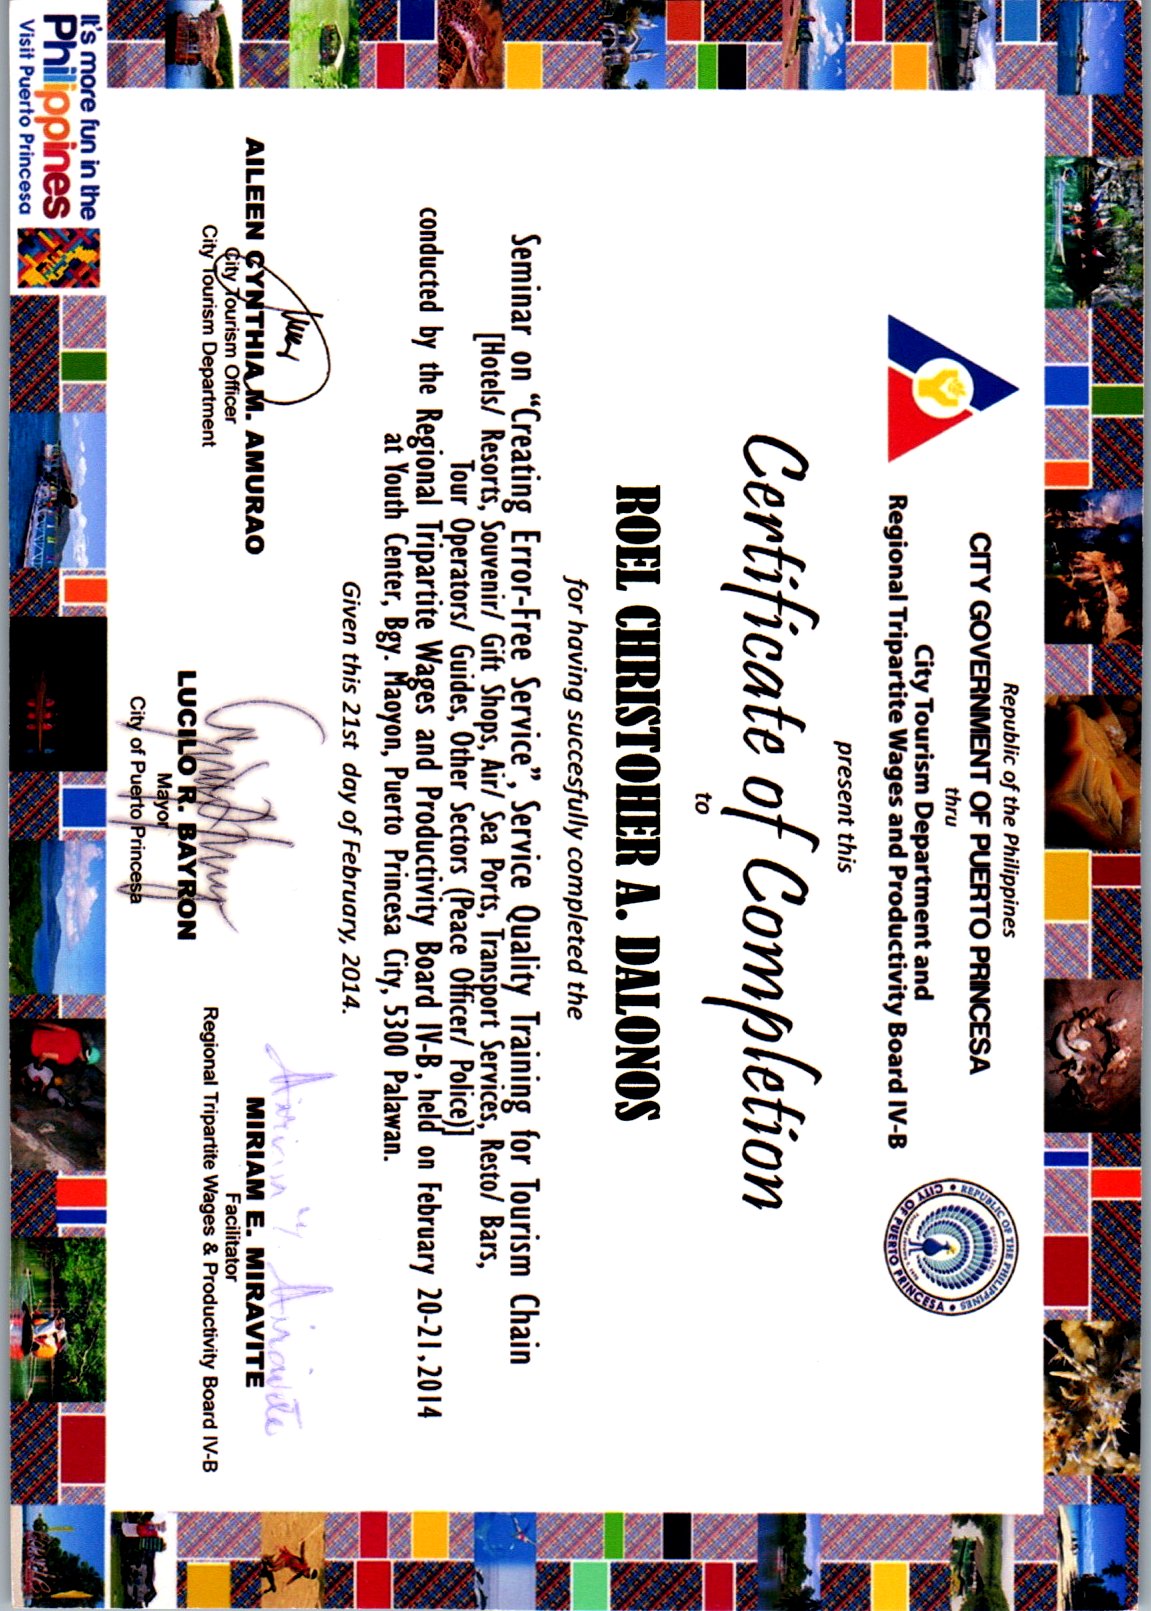 Republic of the Philippines
CITY GOVERNMENT OF PUERTO PRINCESA
thru
City Tourism Department and
Regional Tripartite Wages and Productivity Board IV-B
REPUBLIC OF THE PHILIPPINES
OFFICIAL SEAL
CITY OF PUERTO PRINCESA
present this
Certificate of Completion
to
ROEL CHRISTOHER A. DALONOS
for having succesfully completed the
Seminar on “Creating Error-Free Service”, Service Quality Training for Tourism Chain
[Hotels/ Resorts, Souvenir/ Gift Shops, Air/ Sea Ports, Transport Services, Resto/ Bars,
Tour Operators/ Guides, Other Sectors (Peace Officer/ Police)]
conducted by the Regional Tripartite Wages and Productivity Board IV-B, held on February 20-21,2014
at Youth Center, Bgy. Maoyon, Puerto Princesa City, 5300 Palawan.
Given this 21st day of February, 2014.
AILEEN CYNTHIA M. AMURAO
City Tourism Officer
City Tourism Department
LUCILO R. BAYRON
Mayor
City of Puerto Princesa
MIRIAM E. MIRAVITE
Facilitator
Regional Tripartite Wages & Productivity Board IV-B
It's more fun in the
Philippines
Visit Puerto Princesa